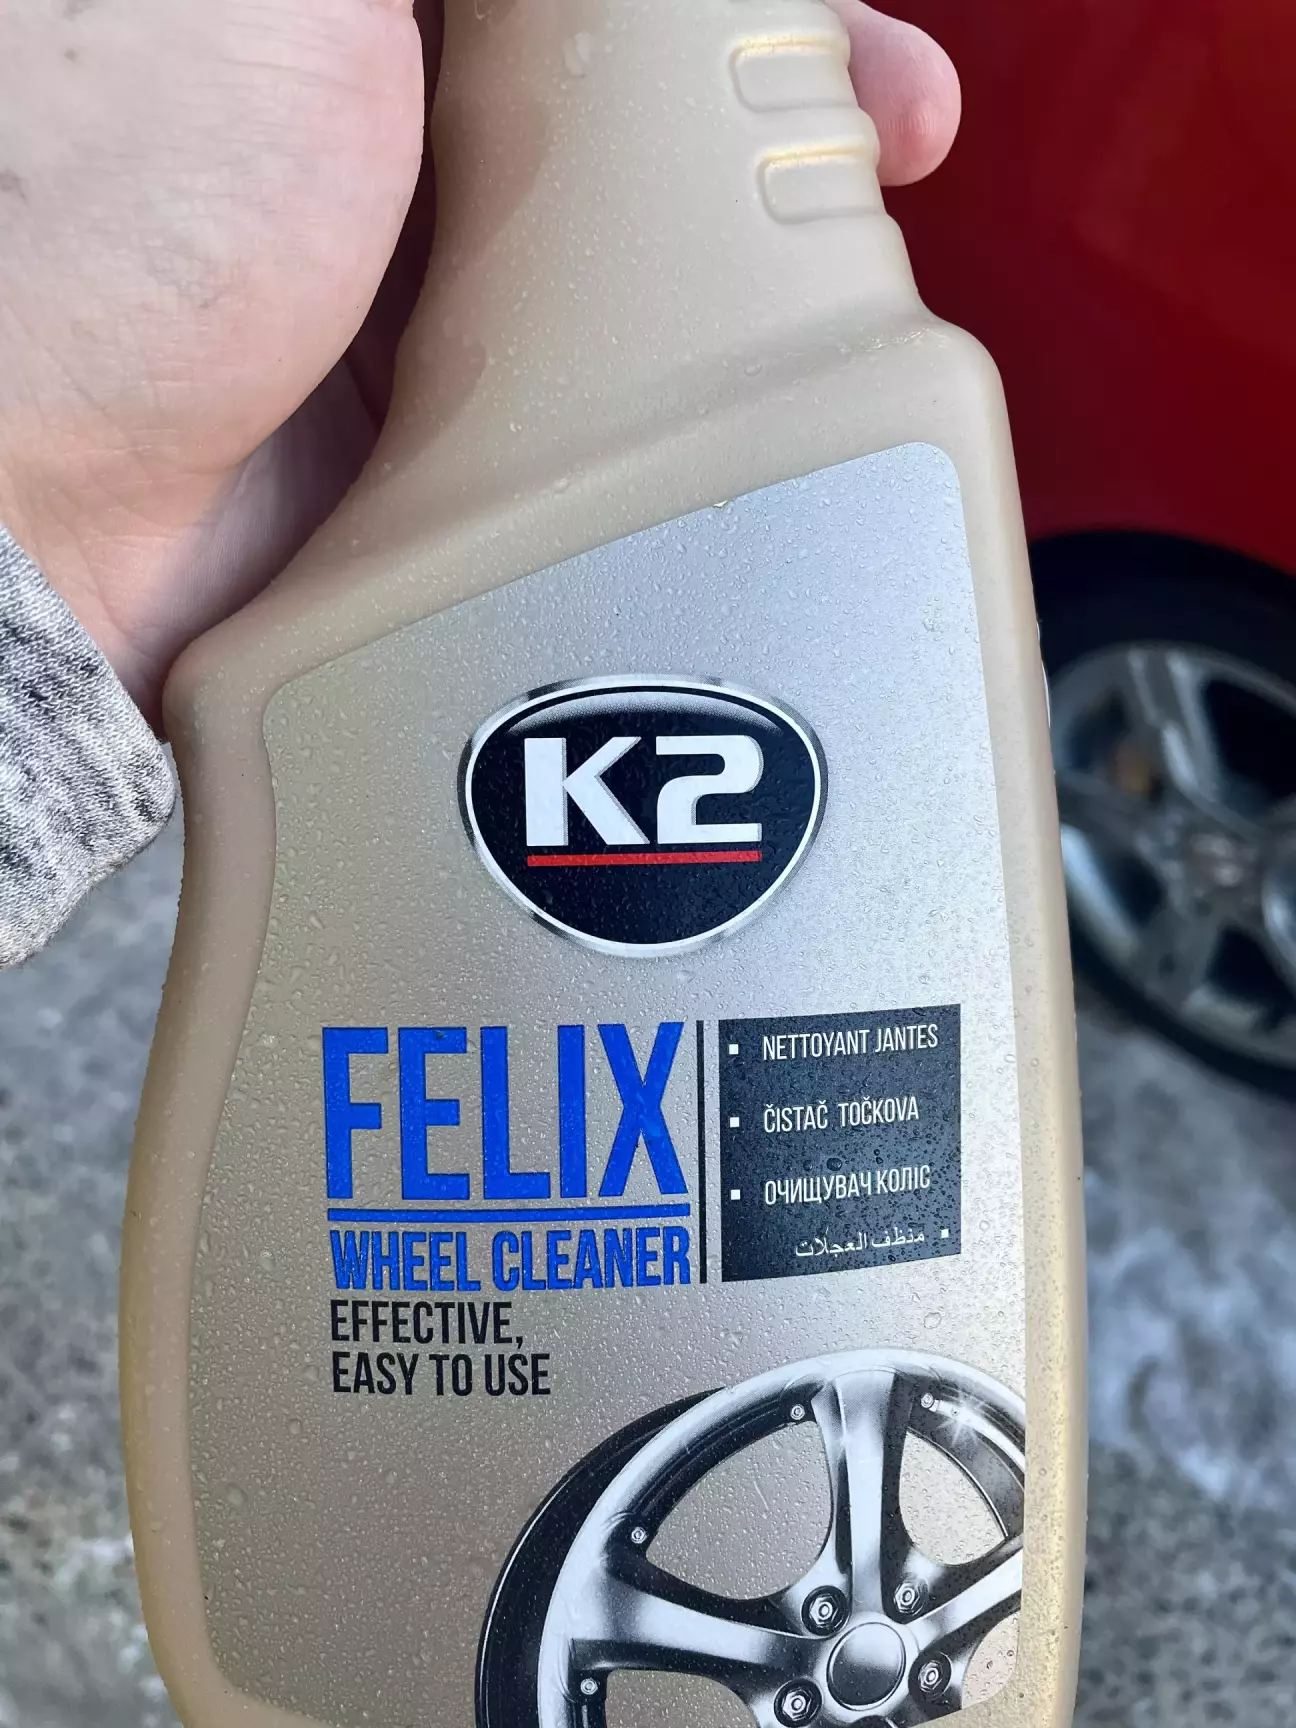 K2
FELIX
WHEEL CLEANER
EFFECTIVE,
EASY TO USE
▪ NETTOYANT JANTES
▪ ČISTAČ TOČKOVA
▪ ОЧИЩУВАЧ КОЛІС
▪ منظف العجلات